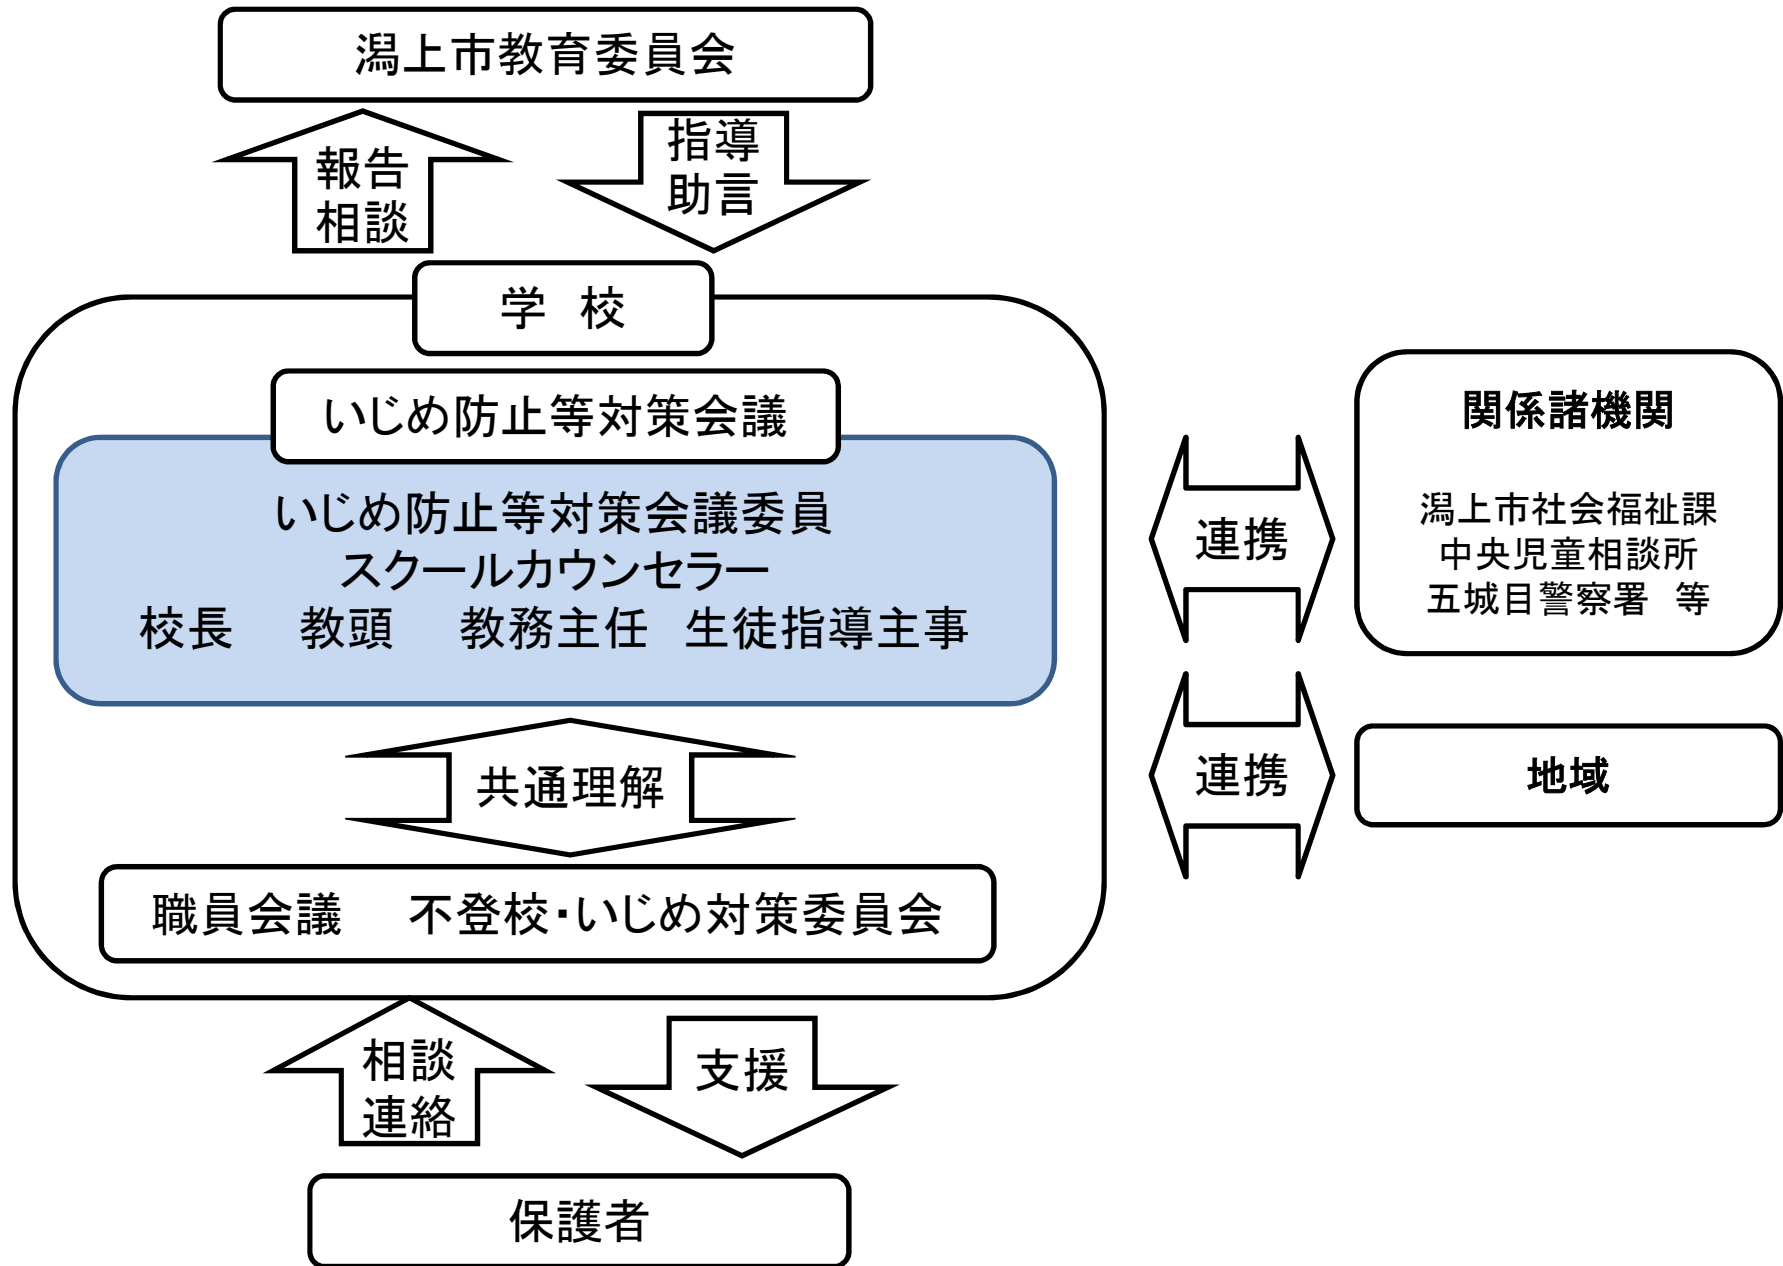 潟上市教育委員会
報告
相談
指導
助言
学　校
いじめ防止等対策会議
いじめ防止等対策会議委員
スクールカウンセラー
校長　教頭　教務主任　生徒指導主事
共通理解
職員会議　不登校・いじめ対策委員会
連携
関係諸機関
潟上市社会福祉課
中央児童相談所
五城目警察署　等
連携
地域
相談
連絡
支援
保護者